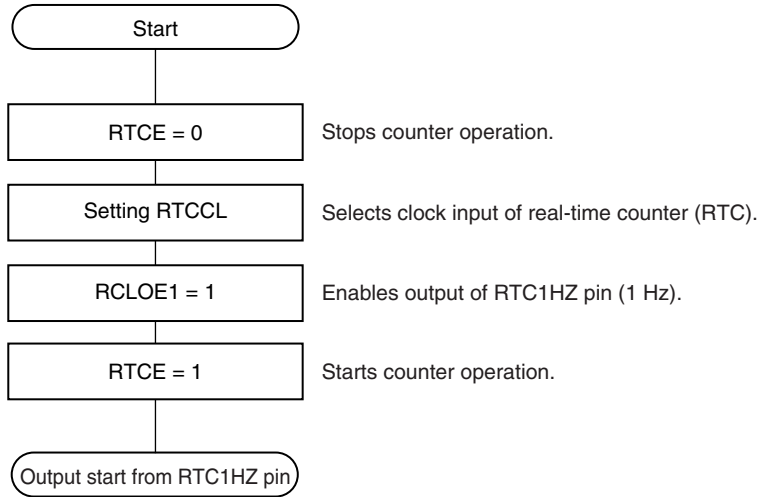 Start
RTCE = 0
Stops counter operation.
Setting RTCCL
Selects clock input of real-time counter (RTC).
RCLOE1 = 1
Enables output of RTC1HZ pin (1 Hz).
RTCE = 1
Starts counter operation.
Output start from RTC1HZ pin